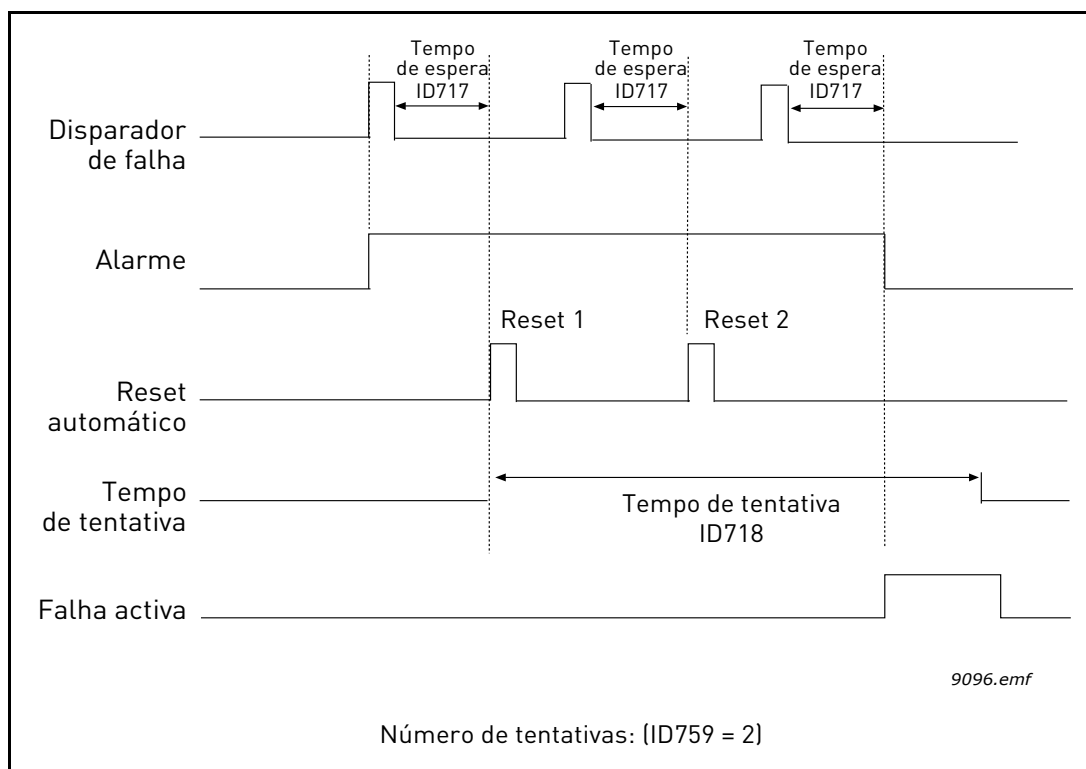 Tempo
de espera
ID717
Tempo
de espera
ID717
Tempo
de espera
ID717
Disparador
de falha
Alarme
Reset 1
Reset 2
Reset
automático
Tempo
de tentativa
Tempo de tentativa
ID718
Falha activa
9096.emf
Número de tentativas: (ID759 = 2)